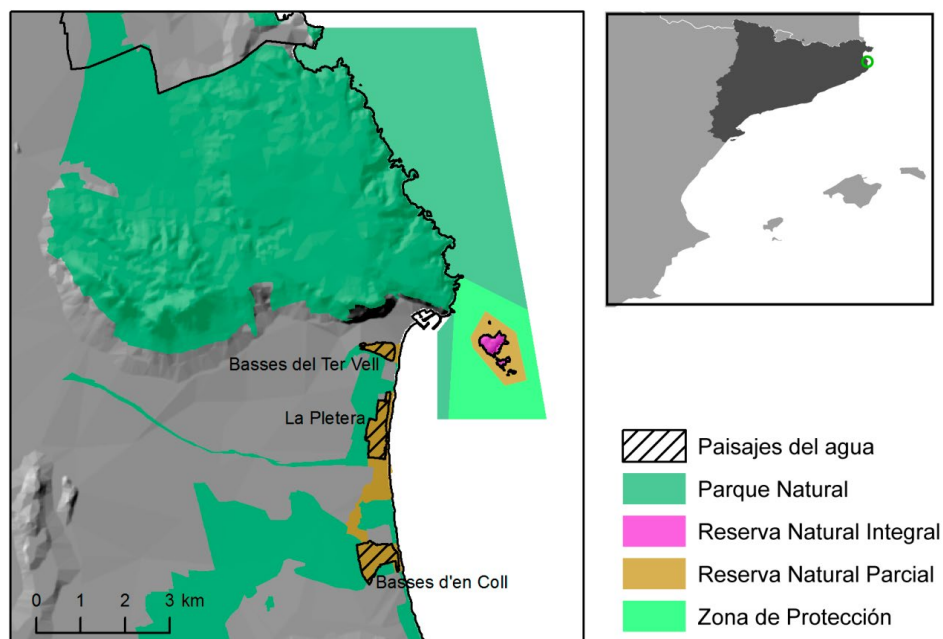 Basses del Ter Vell
La Pletera
Basses d'en Coll
0 1 2 3 km
Paisajes del agua
Parque Natural
Reserva Natural Integral
Reserva Natural Parcial
Zona de Protección